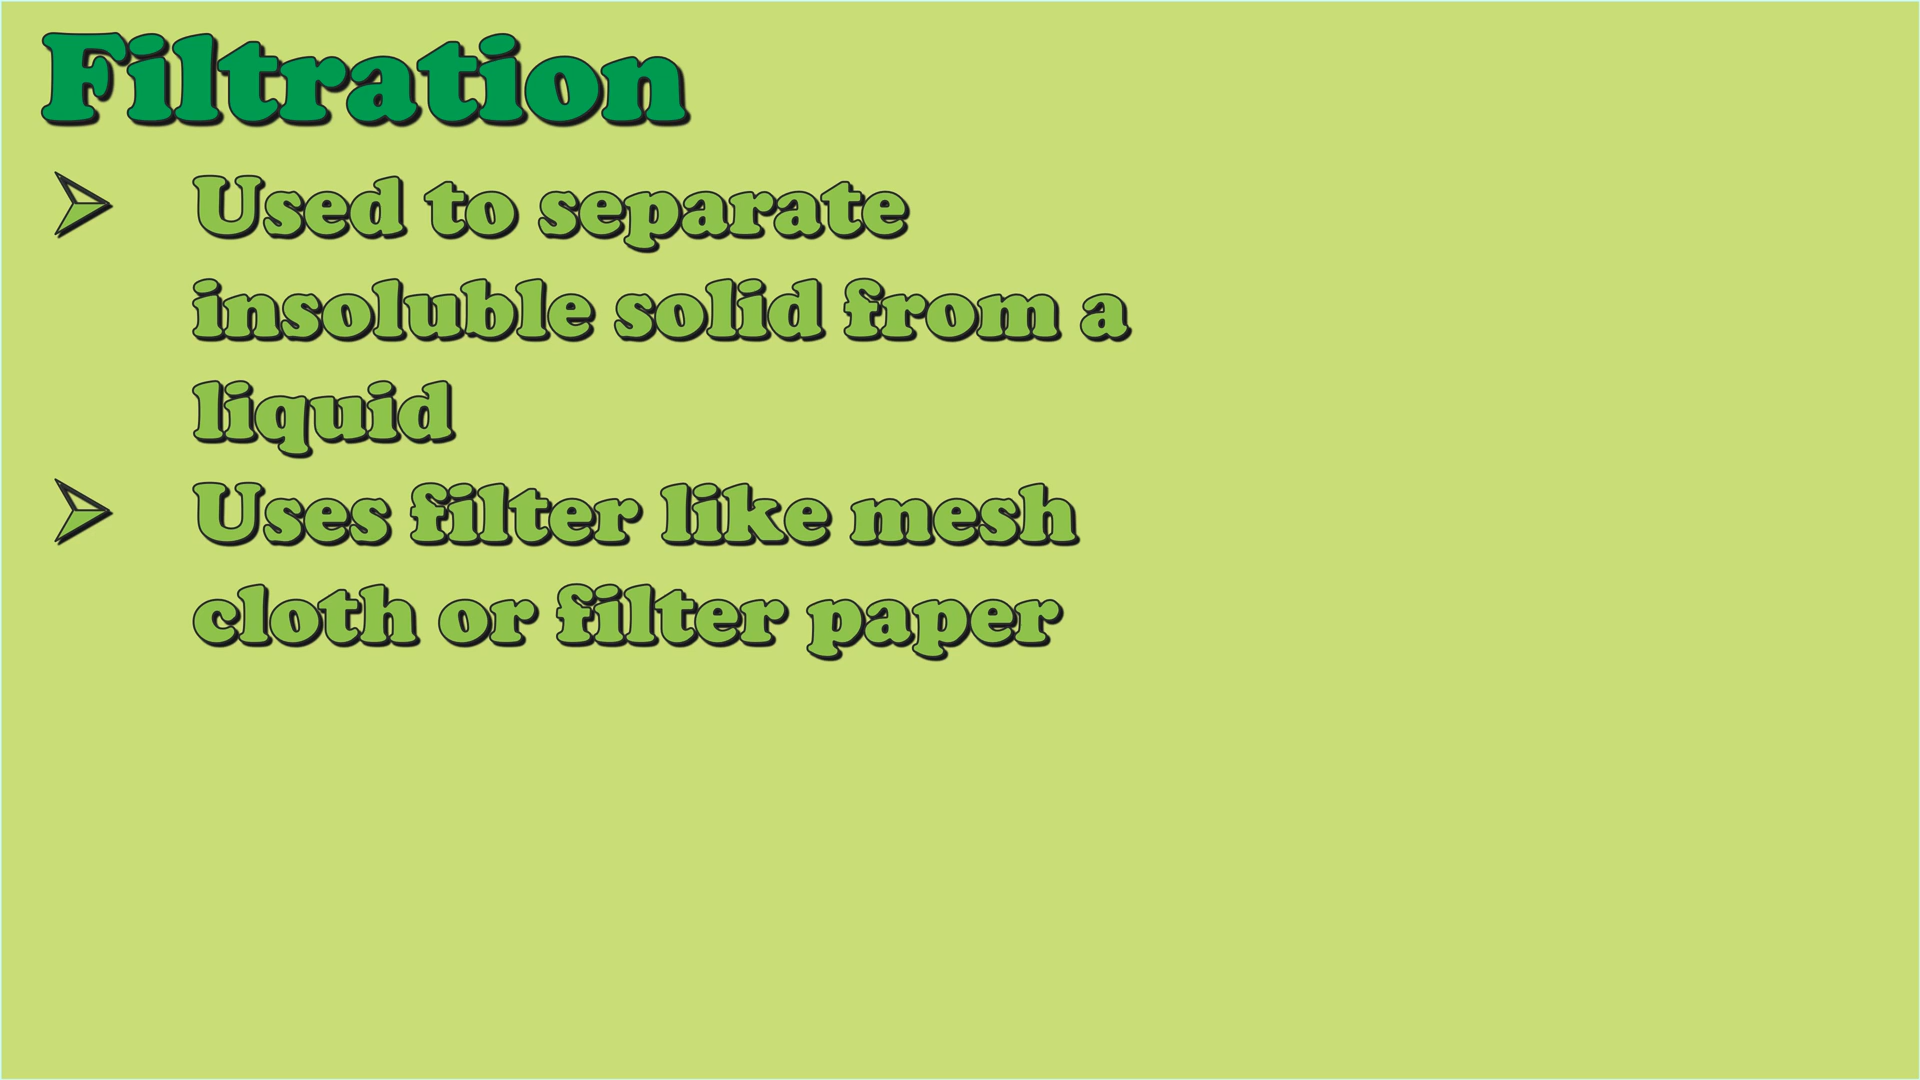 Filtration
➢ Used to separate
insoluble solid from a
liquid
➢ Uses filter like mesh
cloth or filter paper